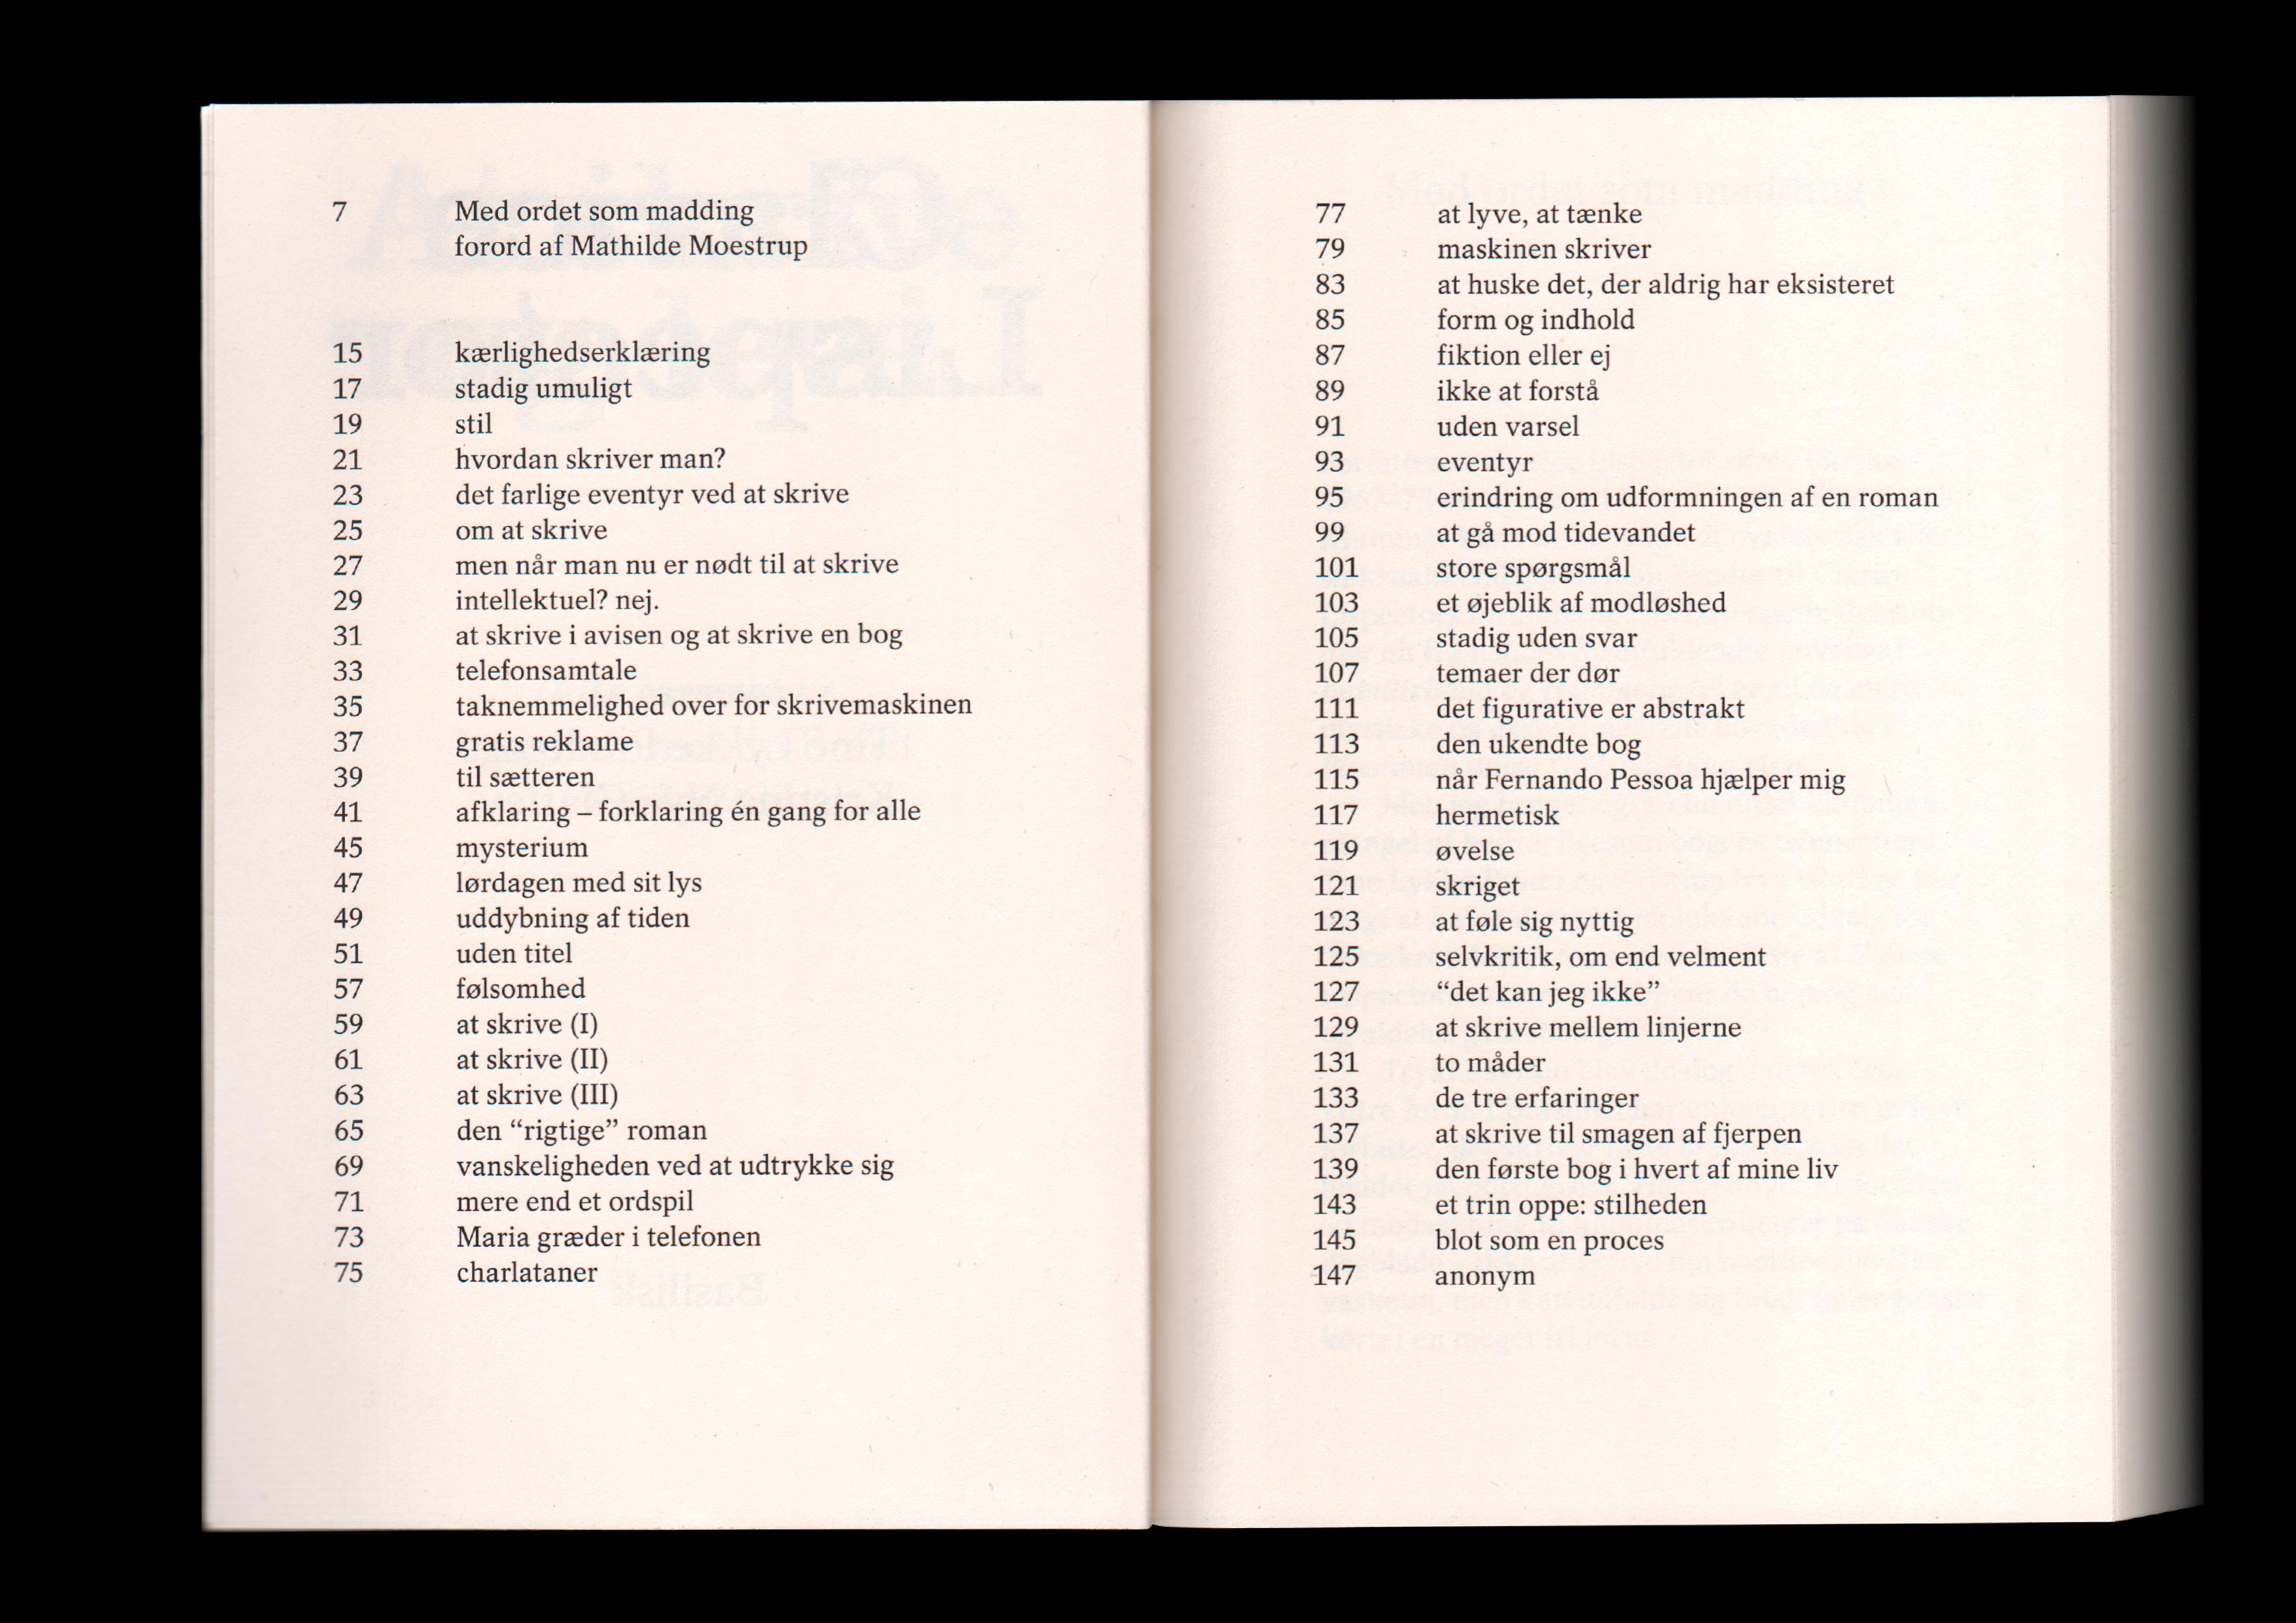 7 Med ordet som madding
forord af Mathilde Moestrup
15 kærlighedserklæring
17 stadig umuligt
19 stil
21 hvordan skriver man?
23 det farlige eventyr ved at skrive
25 om at skrive
27 men når man nu er nødt til at skrive
29 intellektuel? nej.
31 at skrive i avisen og at skrive en bog
33 telefonsamtale
35 taknemmelighed over for skrivemaskinen
37 gratis reklame
39 til sætteren
41 afklaring – forklaring én gang for alle
45 mysterium
47 lørdagen med sit lys
49 uddybning af tiden
51 uden titel
57 følsomhed
59 at skrive (I)
61 at skrive (II)
63 at skrive (III)
65 den “rigtige” roman
69 vanskeligheden ved at udtrykke sig
71 mere end et ordspil
73 Maria græder i telefonen
75 charlataner
77 at lyve, at tænke
79 maskinen skriver
83 at huske det, der aldrig har eksisteret
85 form og indhold
87 fiktion eller ej
89 ikke at forstå
91 uden varsel
93 eventyr
95 erindring om udformningen af en roman
99 at gå mod tidevandet
101 store spørgsmål
103 et øjeblik af modløshed
105 stadig uden svar
107 temaer der dør
111 det figurative er abstrakt
113 den ukendte bog
115 når Fernando Pessoa hjælper mig
117 hermetisk
119 øvelse
121 skriget
123 at føle sig nyttig
125 selvkritik, om end velment
127 “det kan jeg ikke”
129 at skrive mellem linjerne
131 to måder
133 de tre erfaringer
137 at skrive til smagen af fjerpen
139 den første bog i hvert af mine liv
143 et trin oppe: stilheden
145 blot som en proces
147 anonym